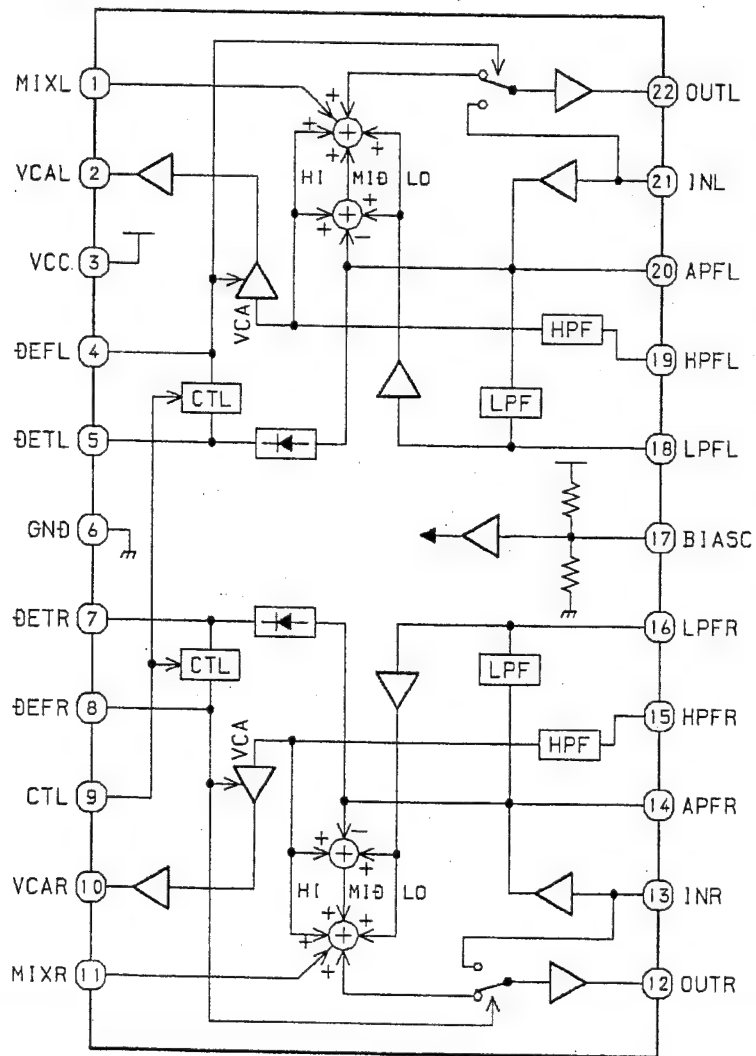 MIXL 1
VCAL 2
VCC 3
DEFL 4
DETL 5
GND 6
DETR 7
DEFR 8
CTL 9
VCAR 10
MIXR 11
22 OUTL
21 INL
20 APFL
19 HPFL
18 LPFL
17 BIASC
16 LPFR
15 HPFR
14 APFR
13 INR
12 OUTR
+
+ +
+ +
HI MID LO
+ + +
−
VCA
HPF
CTL
LPF
CTL
LPF
VCA
HPF
−
+ +
HI MID LO
+
+ +
+